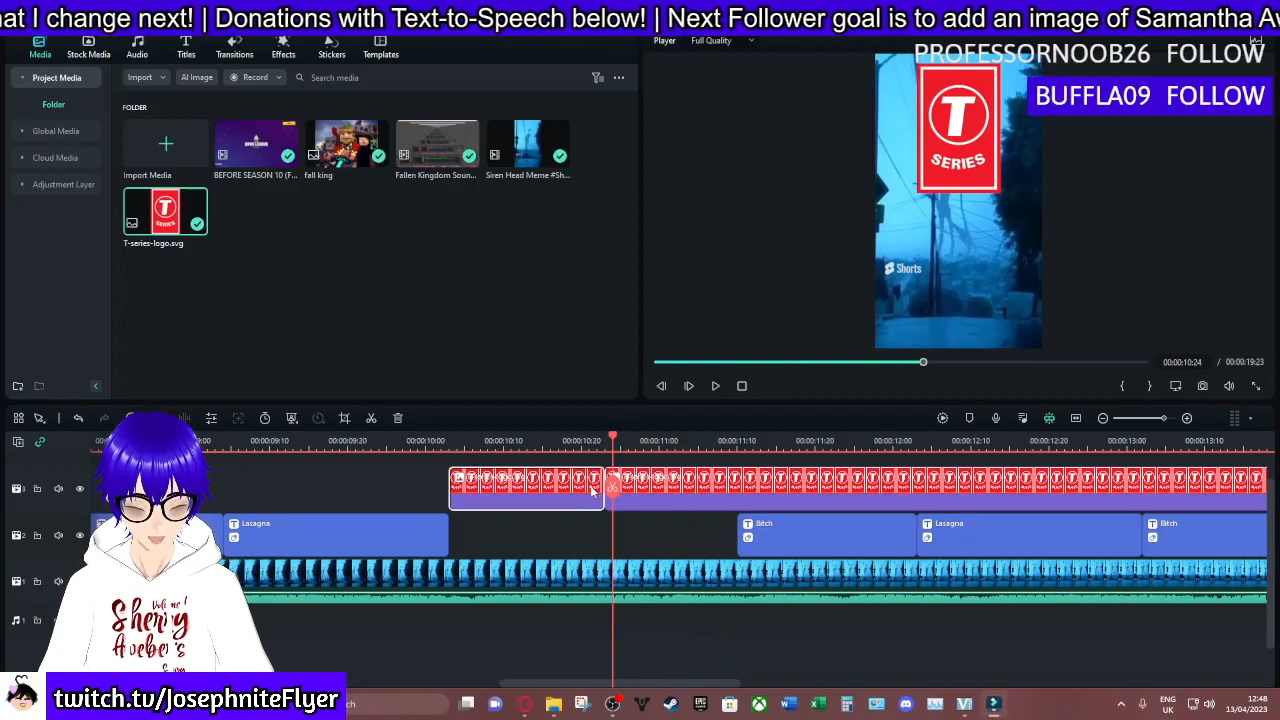 at I change next! | Donations with Text-to-Speech below! | Next Follower goal is to add an image of Samantha Av
Media
Stock Media
Audio
Titles
Transitions
Effects
Stickers
Templates
Player
Full Quality
PROFESSORNOOB26 FOLLOW
BUFFLA09 FOLLOW
Project Media
Import
AI Image
Record
Search media
Folder
FOLDER
Global Media
Cloud Media
Adjustment Layer
Import Media
BEFORE SEASON 10 (F...
fall king
Fallen Kingdom Soun...
Siren Head Meme #Sh...
T
SERIES
T-series-logo.svg
Shorts
00:00:10:24 / 00:00:19:23
00:00:09:10
00:00:09:20
00:00:10:00
00:00:10:10
00:00:10:20
00:00:11:00
00:00:11:10
00:00:11:20
00:00:12:00
00:00:12:10
00:00:12:20
00:00:13:00
00:00:13:10
Lasagna
Bitch
Lasagna
Bitch
Sherry
twitch.tv/JosephniteFlyer
ENG
UK
12:48
13/04/2023